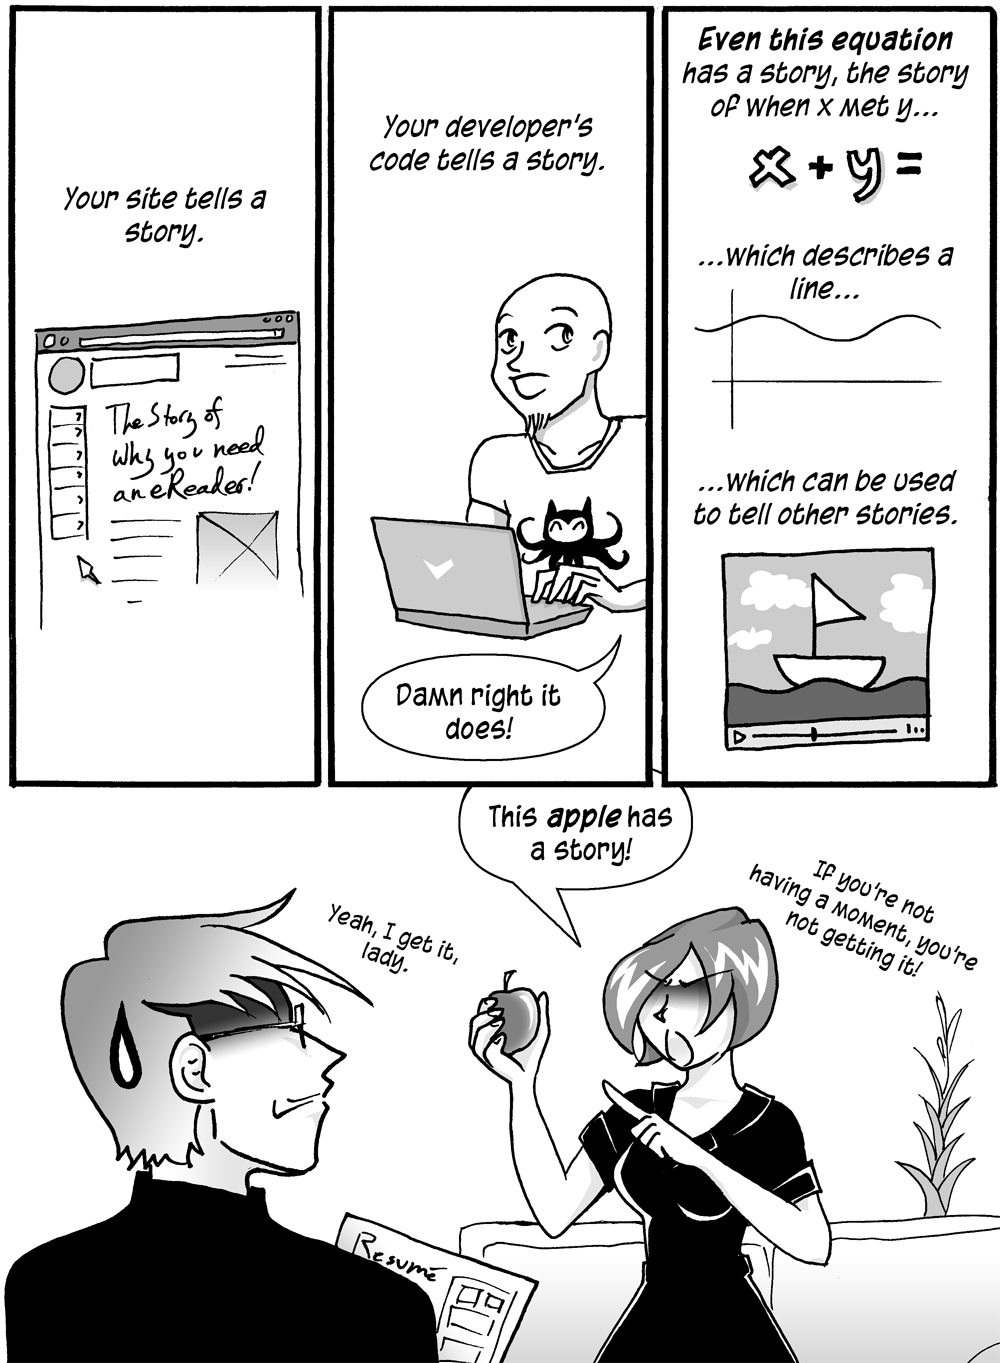 Your site tells a
story.
The Story of
why you need
an eReader!
Your developer's
code tells a story.
Damn right it
does!
Even this equation
has a story, the story
of when x met y...
x + y =
...which describes a
line...
...which can be used
to tell other stories.
This apple has
a story!
Yeah, I get it,
lady.
If you're not
having a moment, you're
not getting it!
Resumé